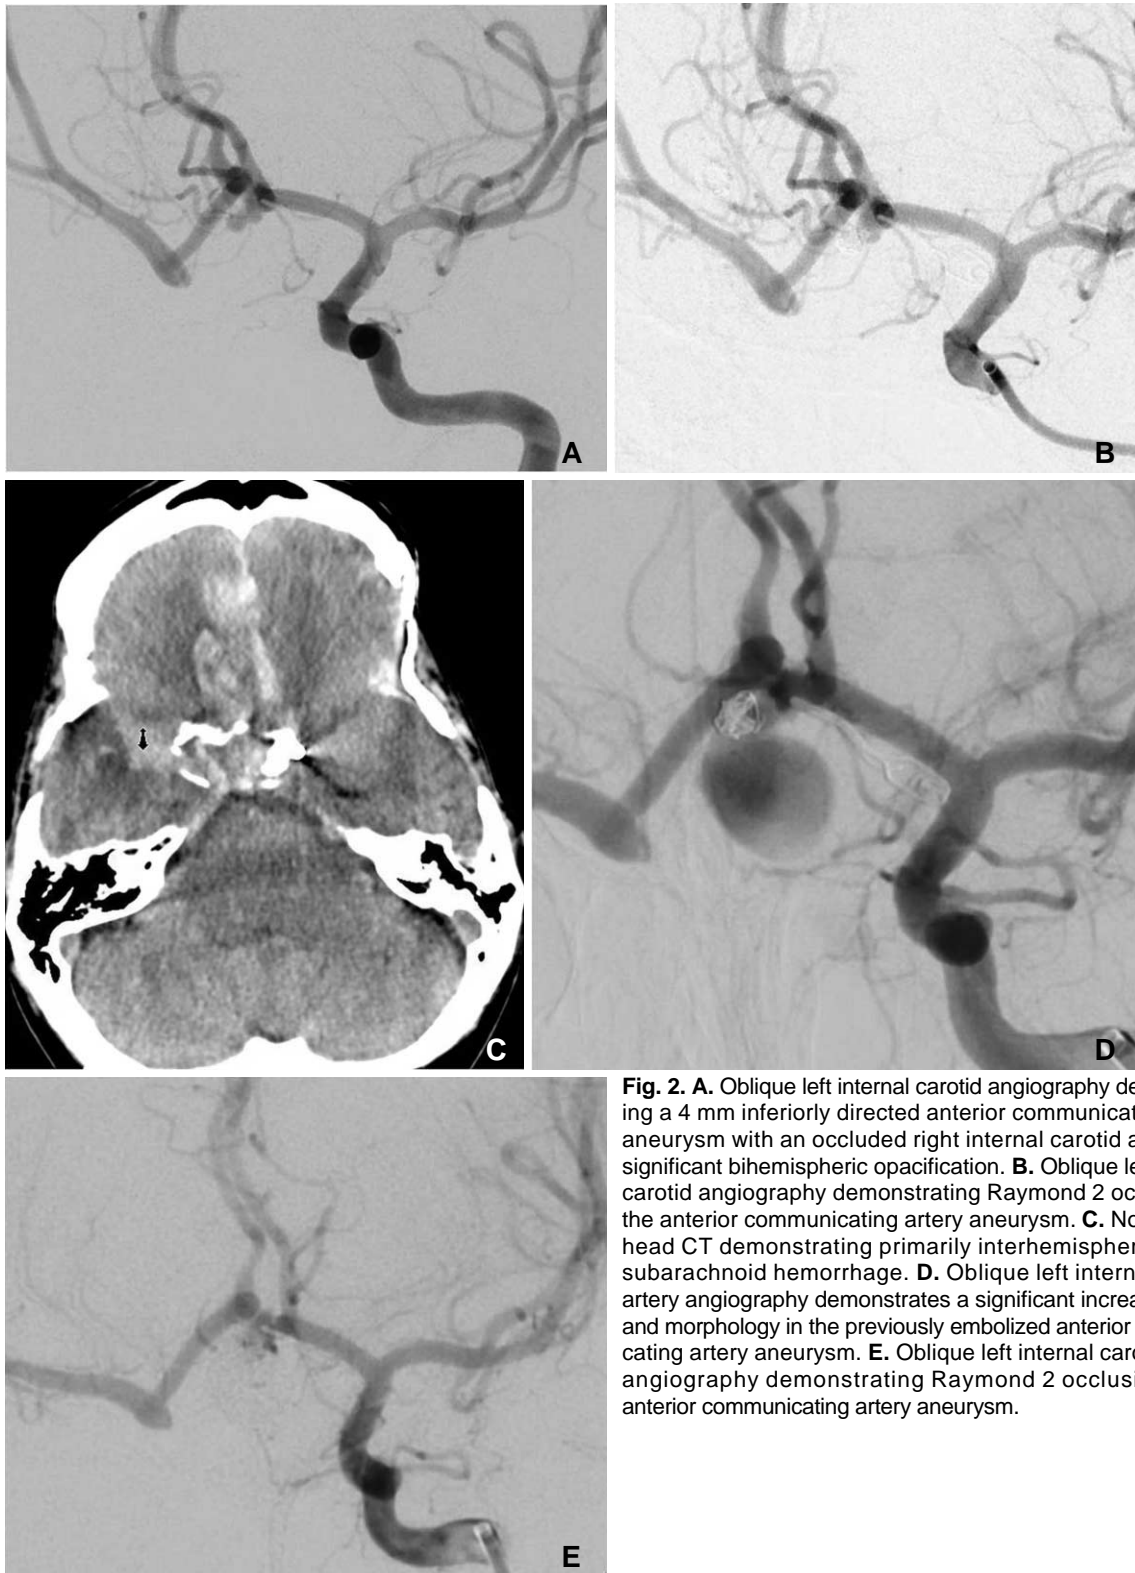 A
B
C
D
E
Fig. 2. A. Oblique left internal carotid angiography de
ing a 4 mm inferiorly directed anterior communicat
aneurysm with an occluded right internal carotid a
significant bihemispheric opacification. B. Oblique le
carotid angiography demonstrating Raymond 2 oc
the anterior communicating artery aneurysm. C. No
head CT demonstrating primarily interhemispher
subarachnoid hemorrhage. D. Oblique left intern
artery angiography demonstrates a significant increa
and morphology in the previously embolized anterior
cating artery aneurysm. E. Oblique left internal caro
angiography demonstrating Raymond 2 occlusi
anterior communicating artery aneurysm.